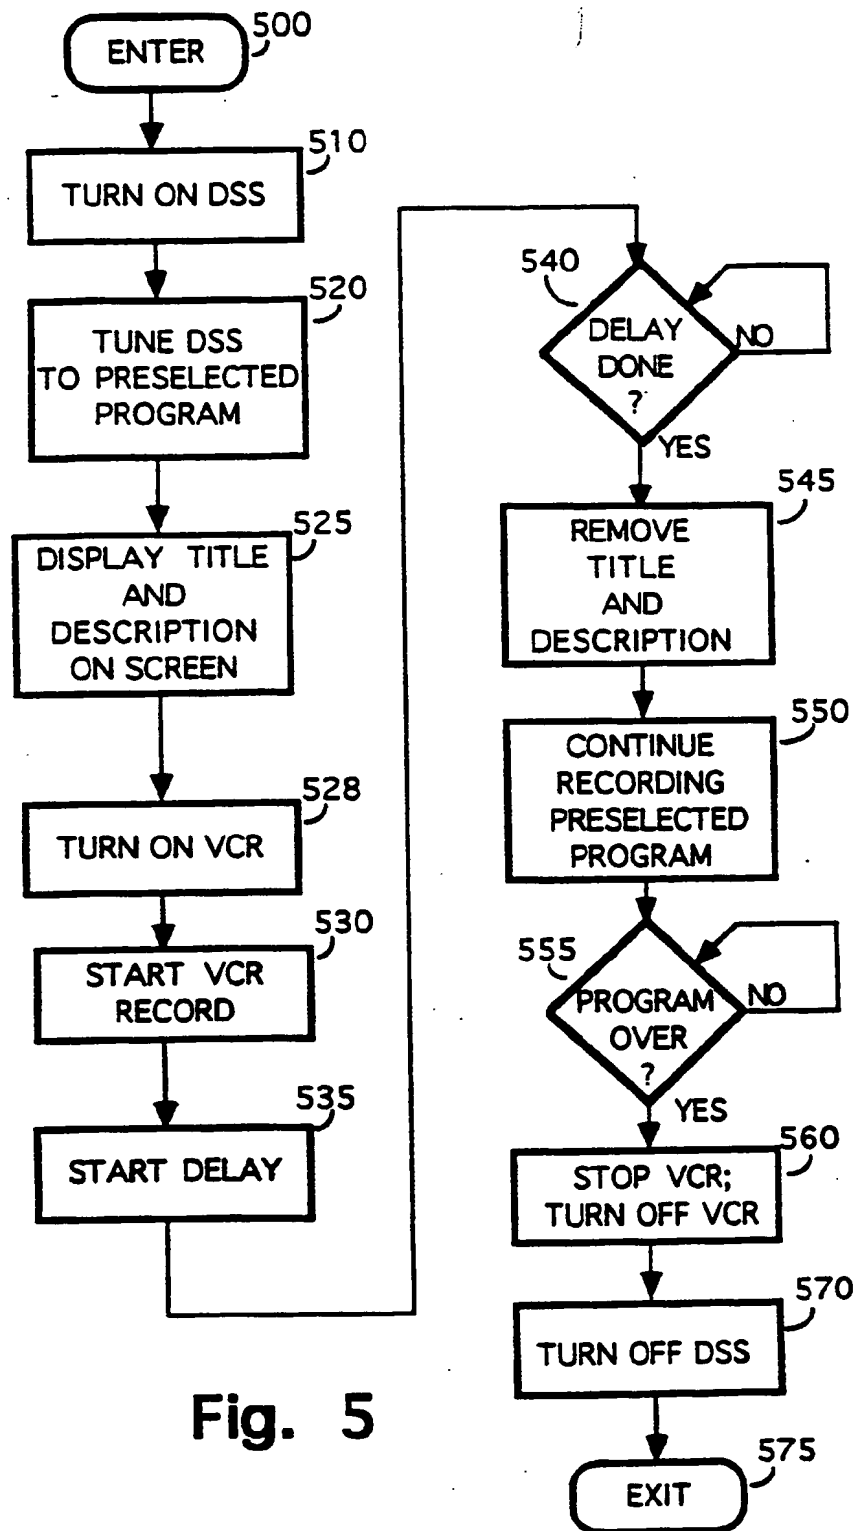 ENTER
500
510
TURN ON DSS
520
TUNE DSS
TO PRESELECTED
PROGRAM
525
DISPLAY TITLE
AND
DESCRIPTION
ON SCREEN
528
TURN ON VCR
530
START VCR
RECORD
535
START DELAY
540
DELAY
DONE
?
NO
YES
545
REMOVE
TITLE
AND
DESCRIPTION
550
CONTINUE
RECORDING
PRESELECTED
PROGRAM
555
PROGRAM
OVER
?
NO
YES
560
STOP VCR;
TURN OFF VCR
570
TURN OFF DSS
575
EXIT
Fig. 5